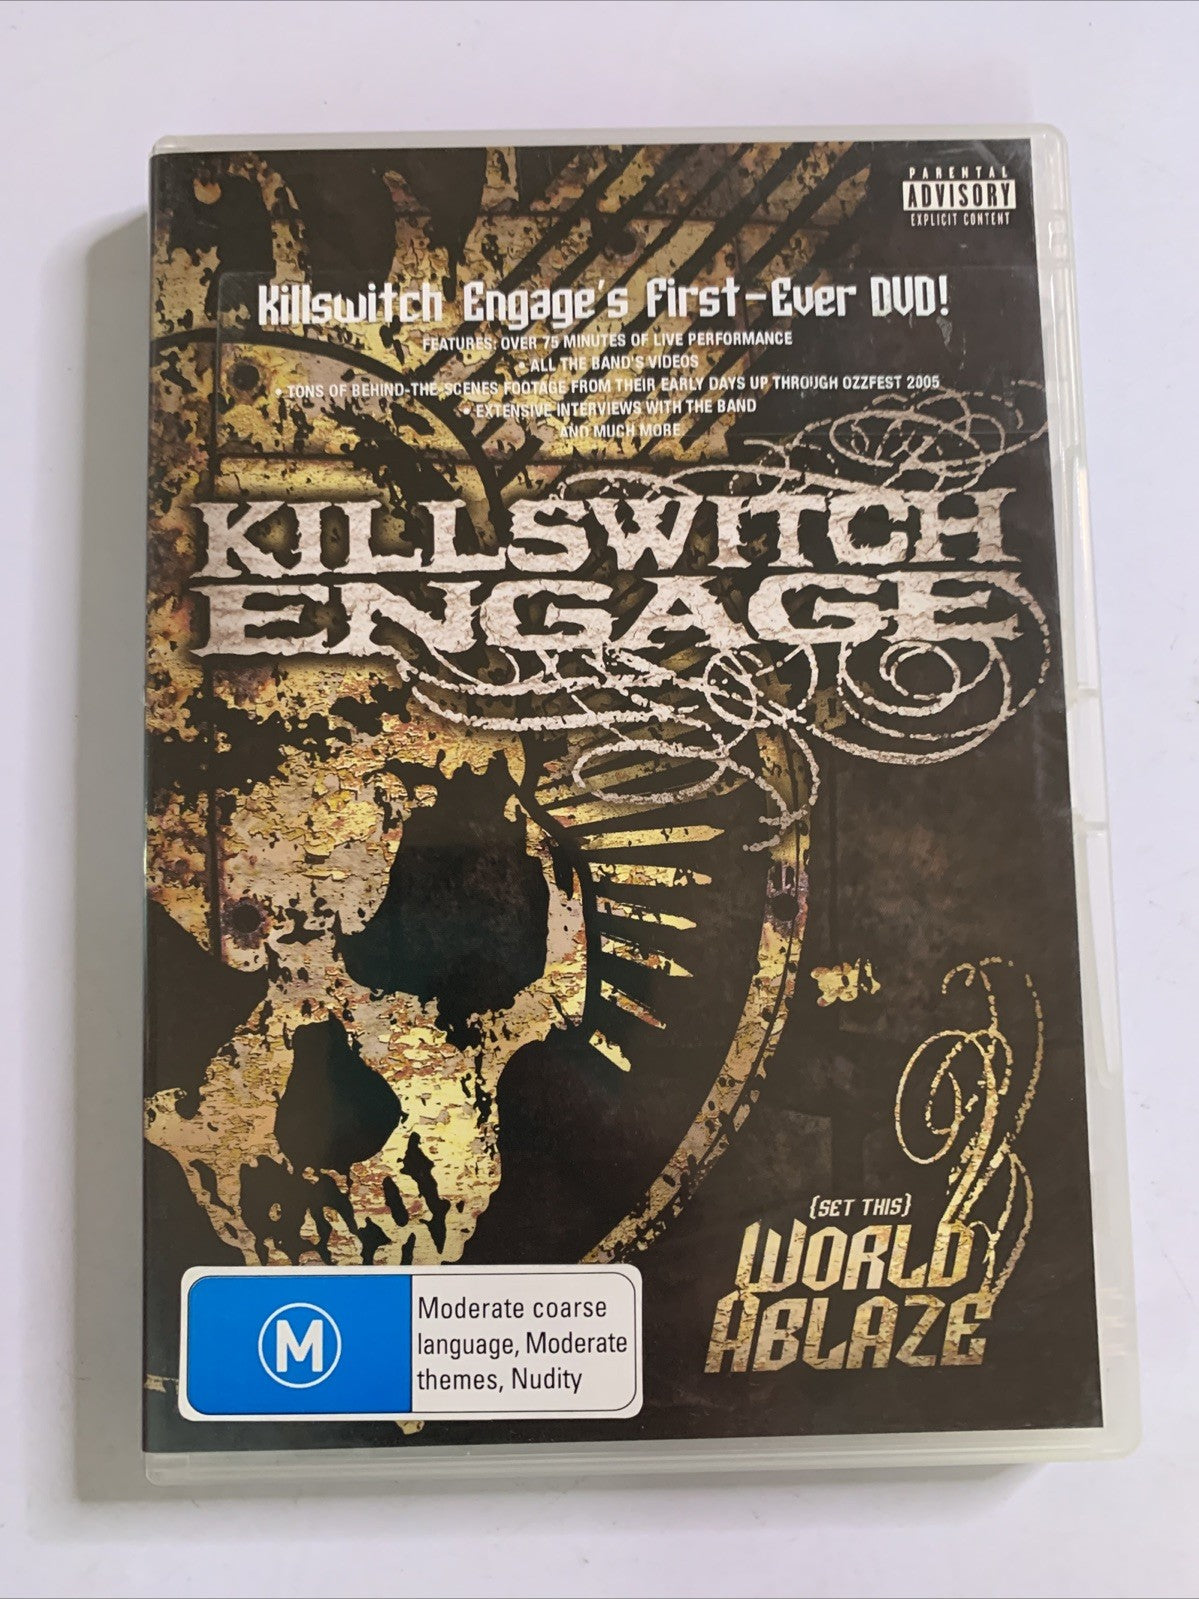 PARENTAL
ADVISORY
EXPLICIT CONTENT
Killswitch Engage's First-Ever DVD!
FEATURES: OVER 75 MINUTES OF LIVE PERFORMANCE
• ALL THE BAND'S VIDEOS
• TONS OF BEHIND-THE-SCENES FOOTAGE FROM THEIR EARLY DAYS UP THROUGH OZZFEST 2005
• EXTENSIVE INTERVIEWS WITH THE BAND
AND MUCH MORE
KILLSWITCH
ENGAGE
{SET THIS}
WORLD
ABLAZE
M
Moderate coarse
language, Moderate
themes, Nudity